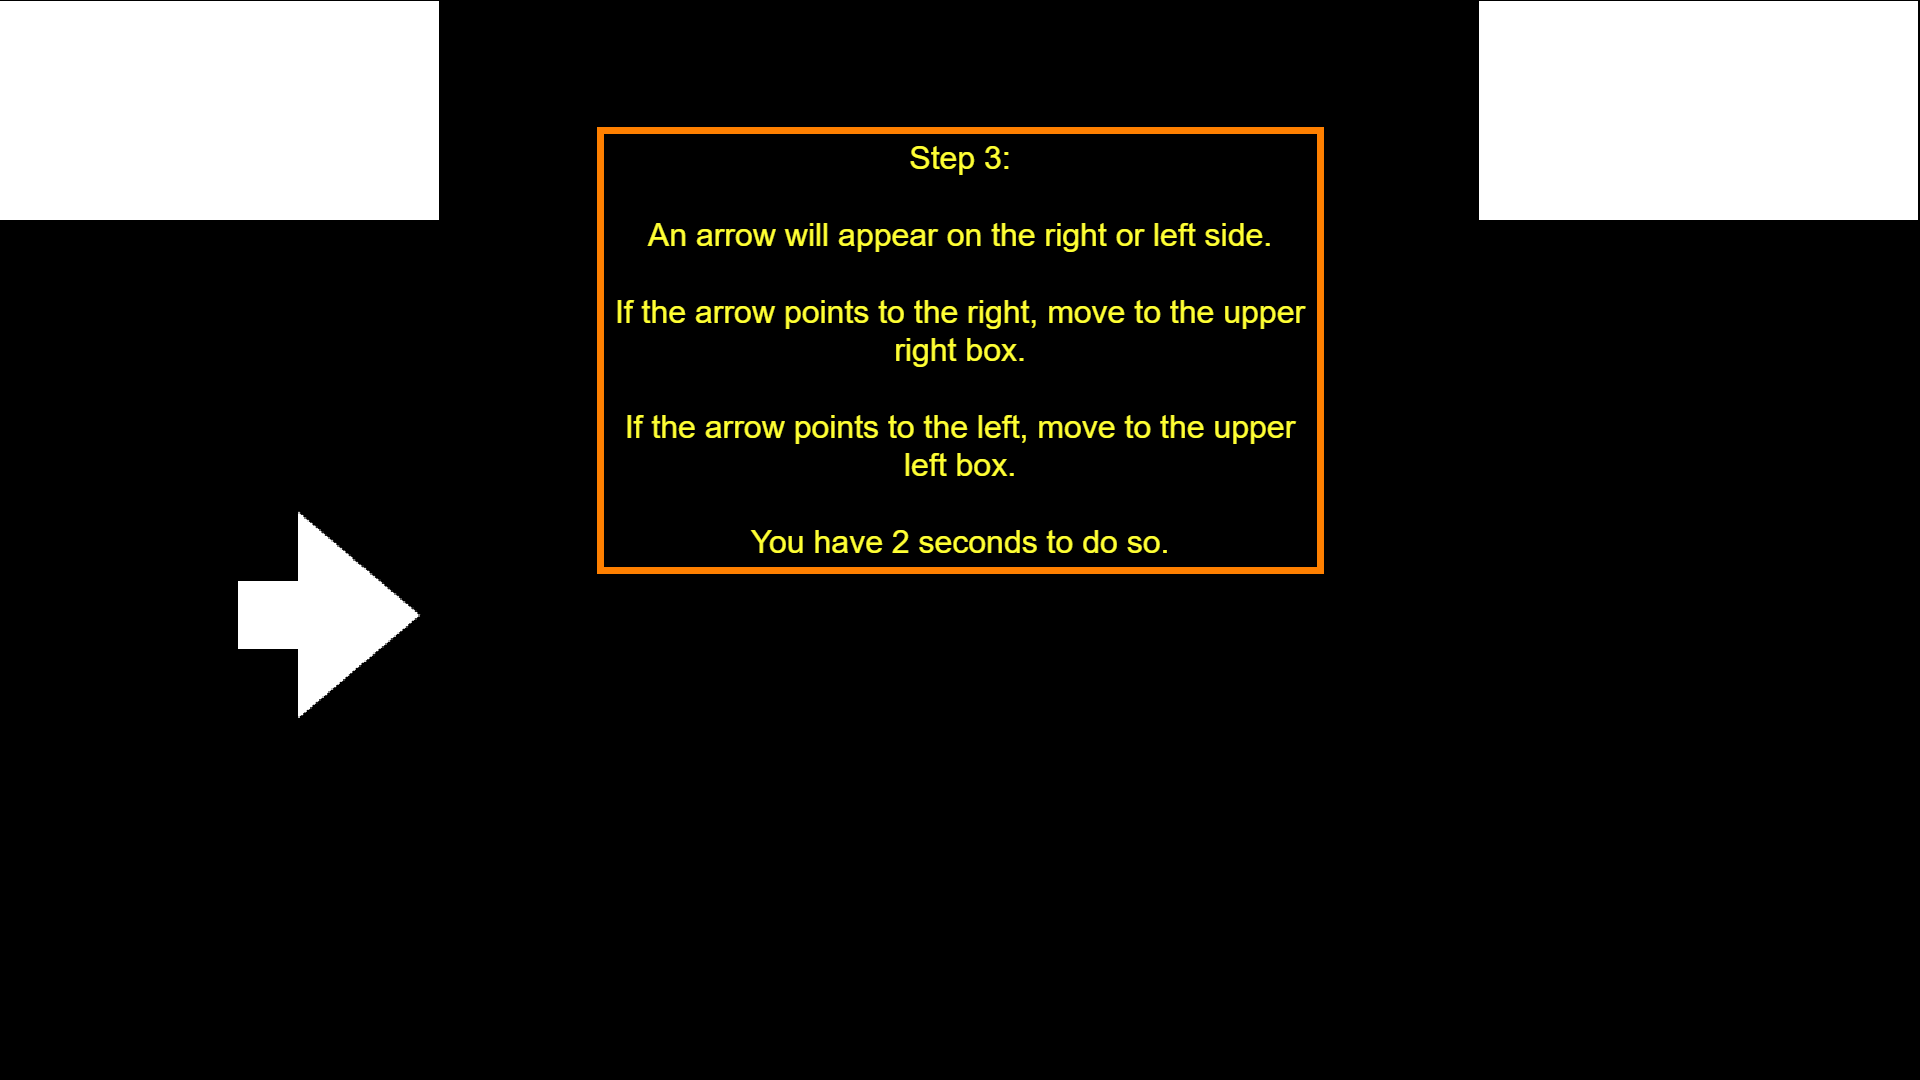 Step 3:
An arrow will appear on the right or left side.
If the arrow points to the right, move to the upper
right box.
If the arrow points to the left, move to the upper
left box.
You have 2 seconds to do so.